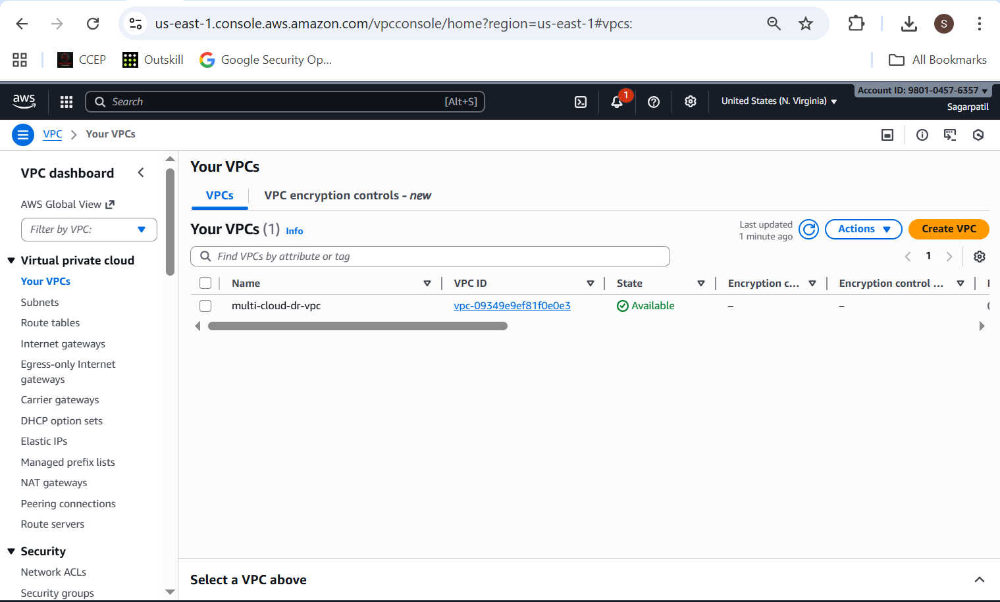 us-east-1.console.aws.amazon.com/vpcconsole/home?region=us-east-1#vpcs:
S
CCEP
Outskill
Google Security Op...
All Bookmarks
aws
Search
[Alt+S]
1
United States (N. Virginia)
Account ID: 9801-0457-6357
Sagarpatil
VPC
Your VPCs
VPC dashboard
AWS Global View
Filter by VPC:
Virtual private cloud
Your VPCs
Subnets
Route tables
Internet gateways
Egress-only Internet
gateways
Carrier gateways
DHCP option sets
Elastic IPs
Managed prefix lists
NAT gateways
Peering connections
Route servers
Security
Network ACLs
Security groups
Your VPCs
VPCs
VPC encryption controls - new
Your VPCs (1) Info
Last updated
1 minute ago
Actions
Create VPC
Find VPCs by attribute or tag
1
Name
VPC ID
State
Encryption c...
Encryption control ...
multi-cloud-dr-vpc
vpc-09349e9ef81f0e0e3
Available
–
–
Select a VPC above